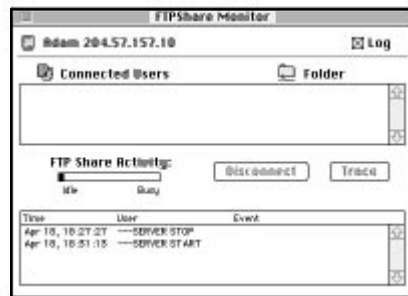 FTPShare Monitor
Adam 204.57.157.10
Log
Connected Users
Folder
FTP Share Activity:
Idle
Busy
Disconnect
Trace
Time User Event
Apr 18, 18:27:27 ----SERVER STOP
Apr 18, 18:31:13 ----SERVER START